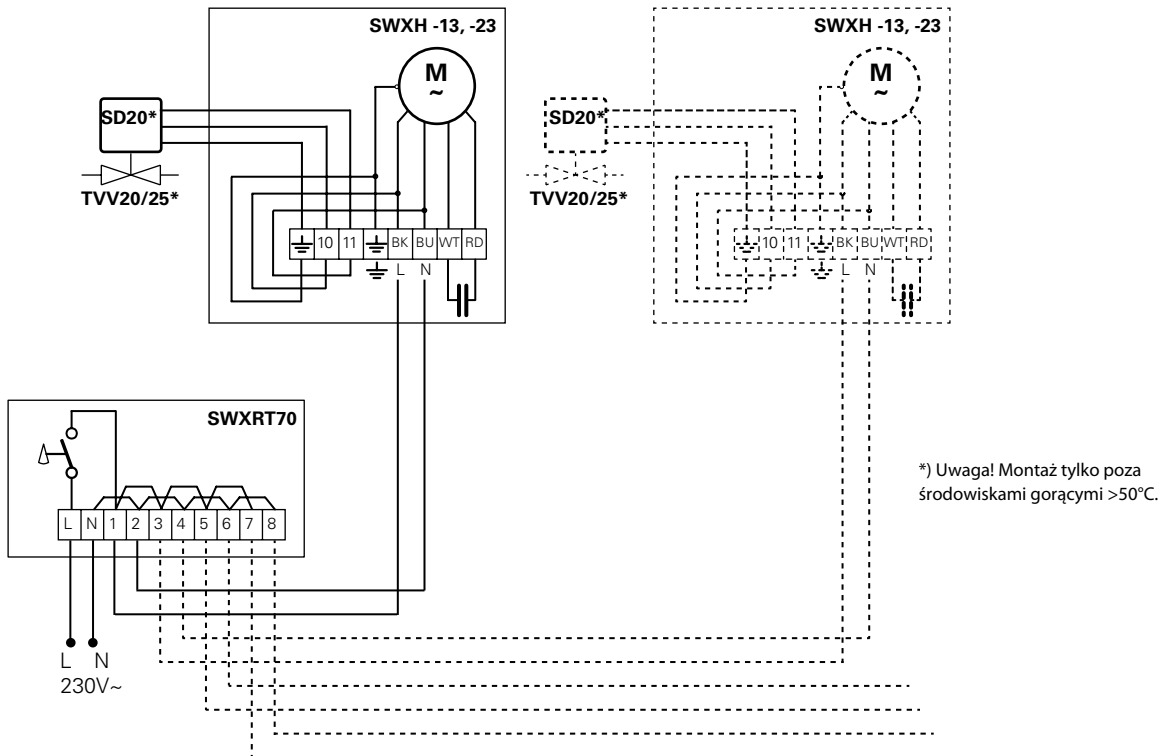 SWXH -13, -23
M
~
SD20*
TVV20/25*
10 11 BK BU WT RD
L N
SWXH -13, -23
M
~
SD20*
TVV20/25*
10 11 BK BU WT RD
L N
SWXRT70
L N 1 2 3 4 5 6 7 8
L N
230V~
*) Uwaga! Montaż tylko poza
środowiskami gorącymi >50°C.